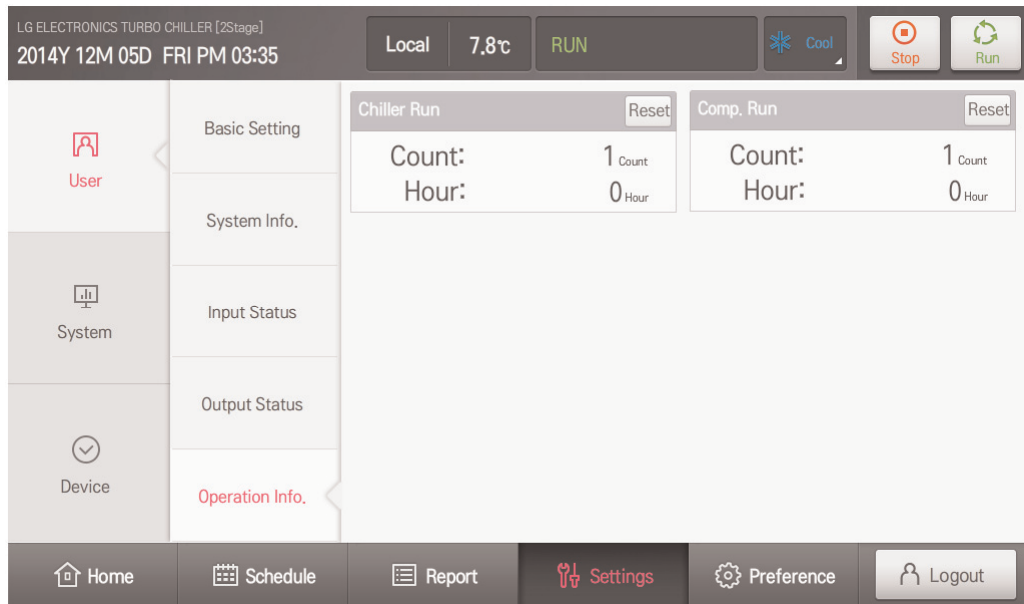 LG ELECTRONICS TURBO CHILLER [2Stage]
2014Y 12M 05D FRI PM 03:35
Local 7.8℃ RUN Cool Stop Run
User
System
Device
Basic Setting
System Info.
Input Status
Output Status
Operation Info.
Chiller Run Reset
Count: 1 Count
Hour: 0 Hour
Comp. Run Reset
Count: 1 Count
Hour: 0 Hour
Home Schedule Report Settings Preference Logout